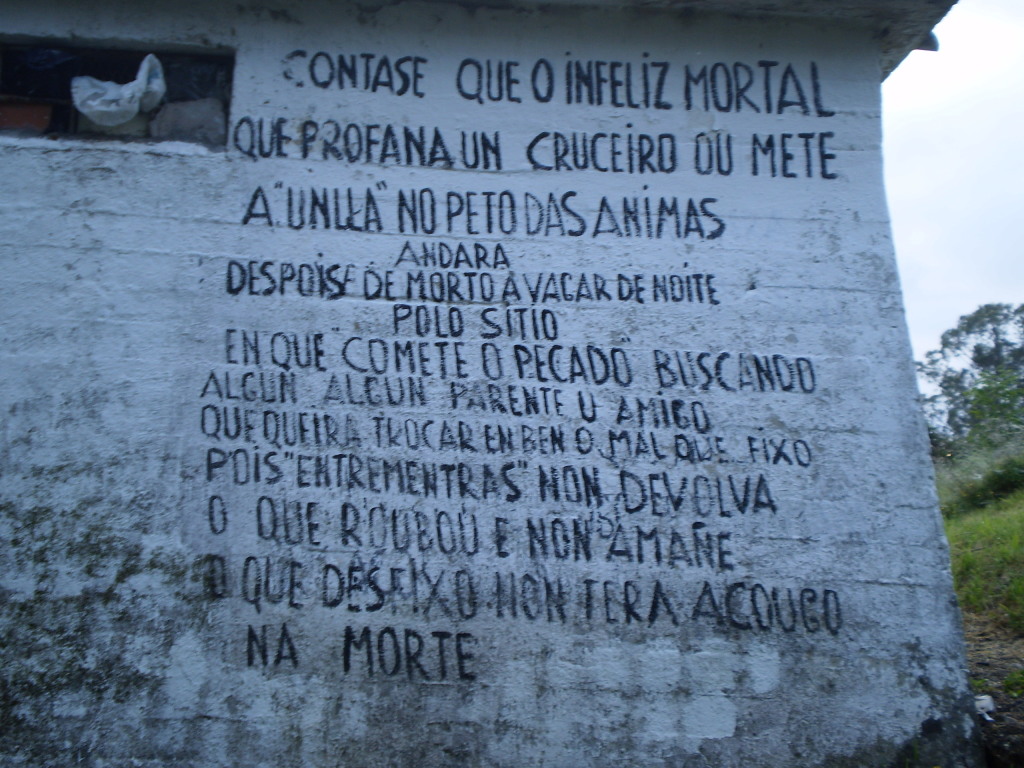 CONTASE QUE O INFELIZ MORTAL
QUE PROFANA UN CRUCEIRO OU METE
A "UNLLA" NO PETO DAS ANIMAS
ANDARA
DESPOISE DE MORTO A VAGAR DE NOITE
POLO SÍTIO
EN QUE "COMETE O PECADO" BUSCANDO
ALGUN ALGUN PARENTE U AMIGO
QUE QUEIRA TROCAR EN BEN O MAL QUE FIXO
POIS "ENTREMENTRAS" NON DEVOLVA
O QUE ROUBOU E NON AMAÑE
O QUE DESFIXO NON TERA ACOUGO
NA MORTE